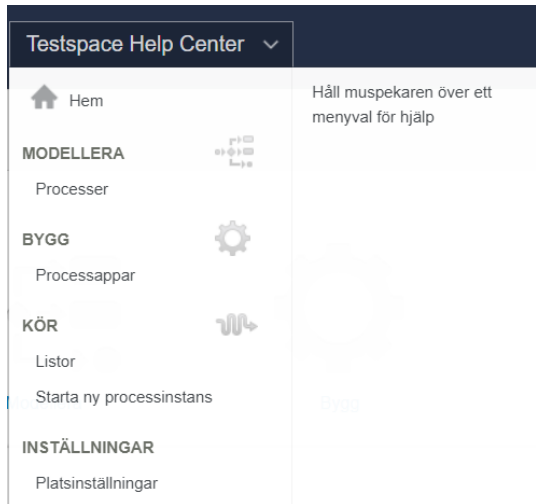 Testspace Help Center
Hem
Håll muspekaren över ett
menyval för hjälp
MODELLERA
Processer
BYGG
Processappar
KÖR
Listor
Starta ny processinstans
Bygg
INSTÄLLNINGAR
Platsinställningar